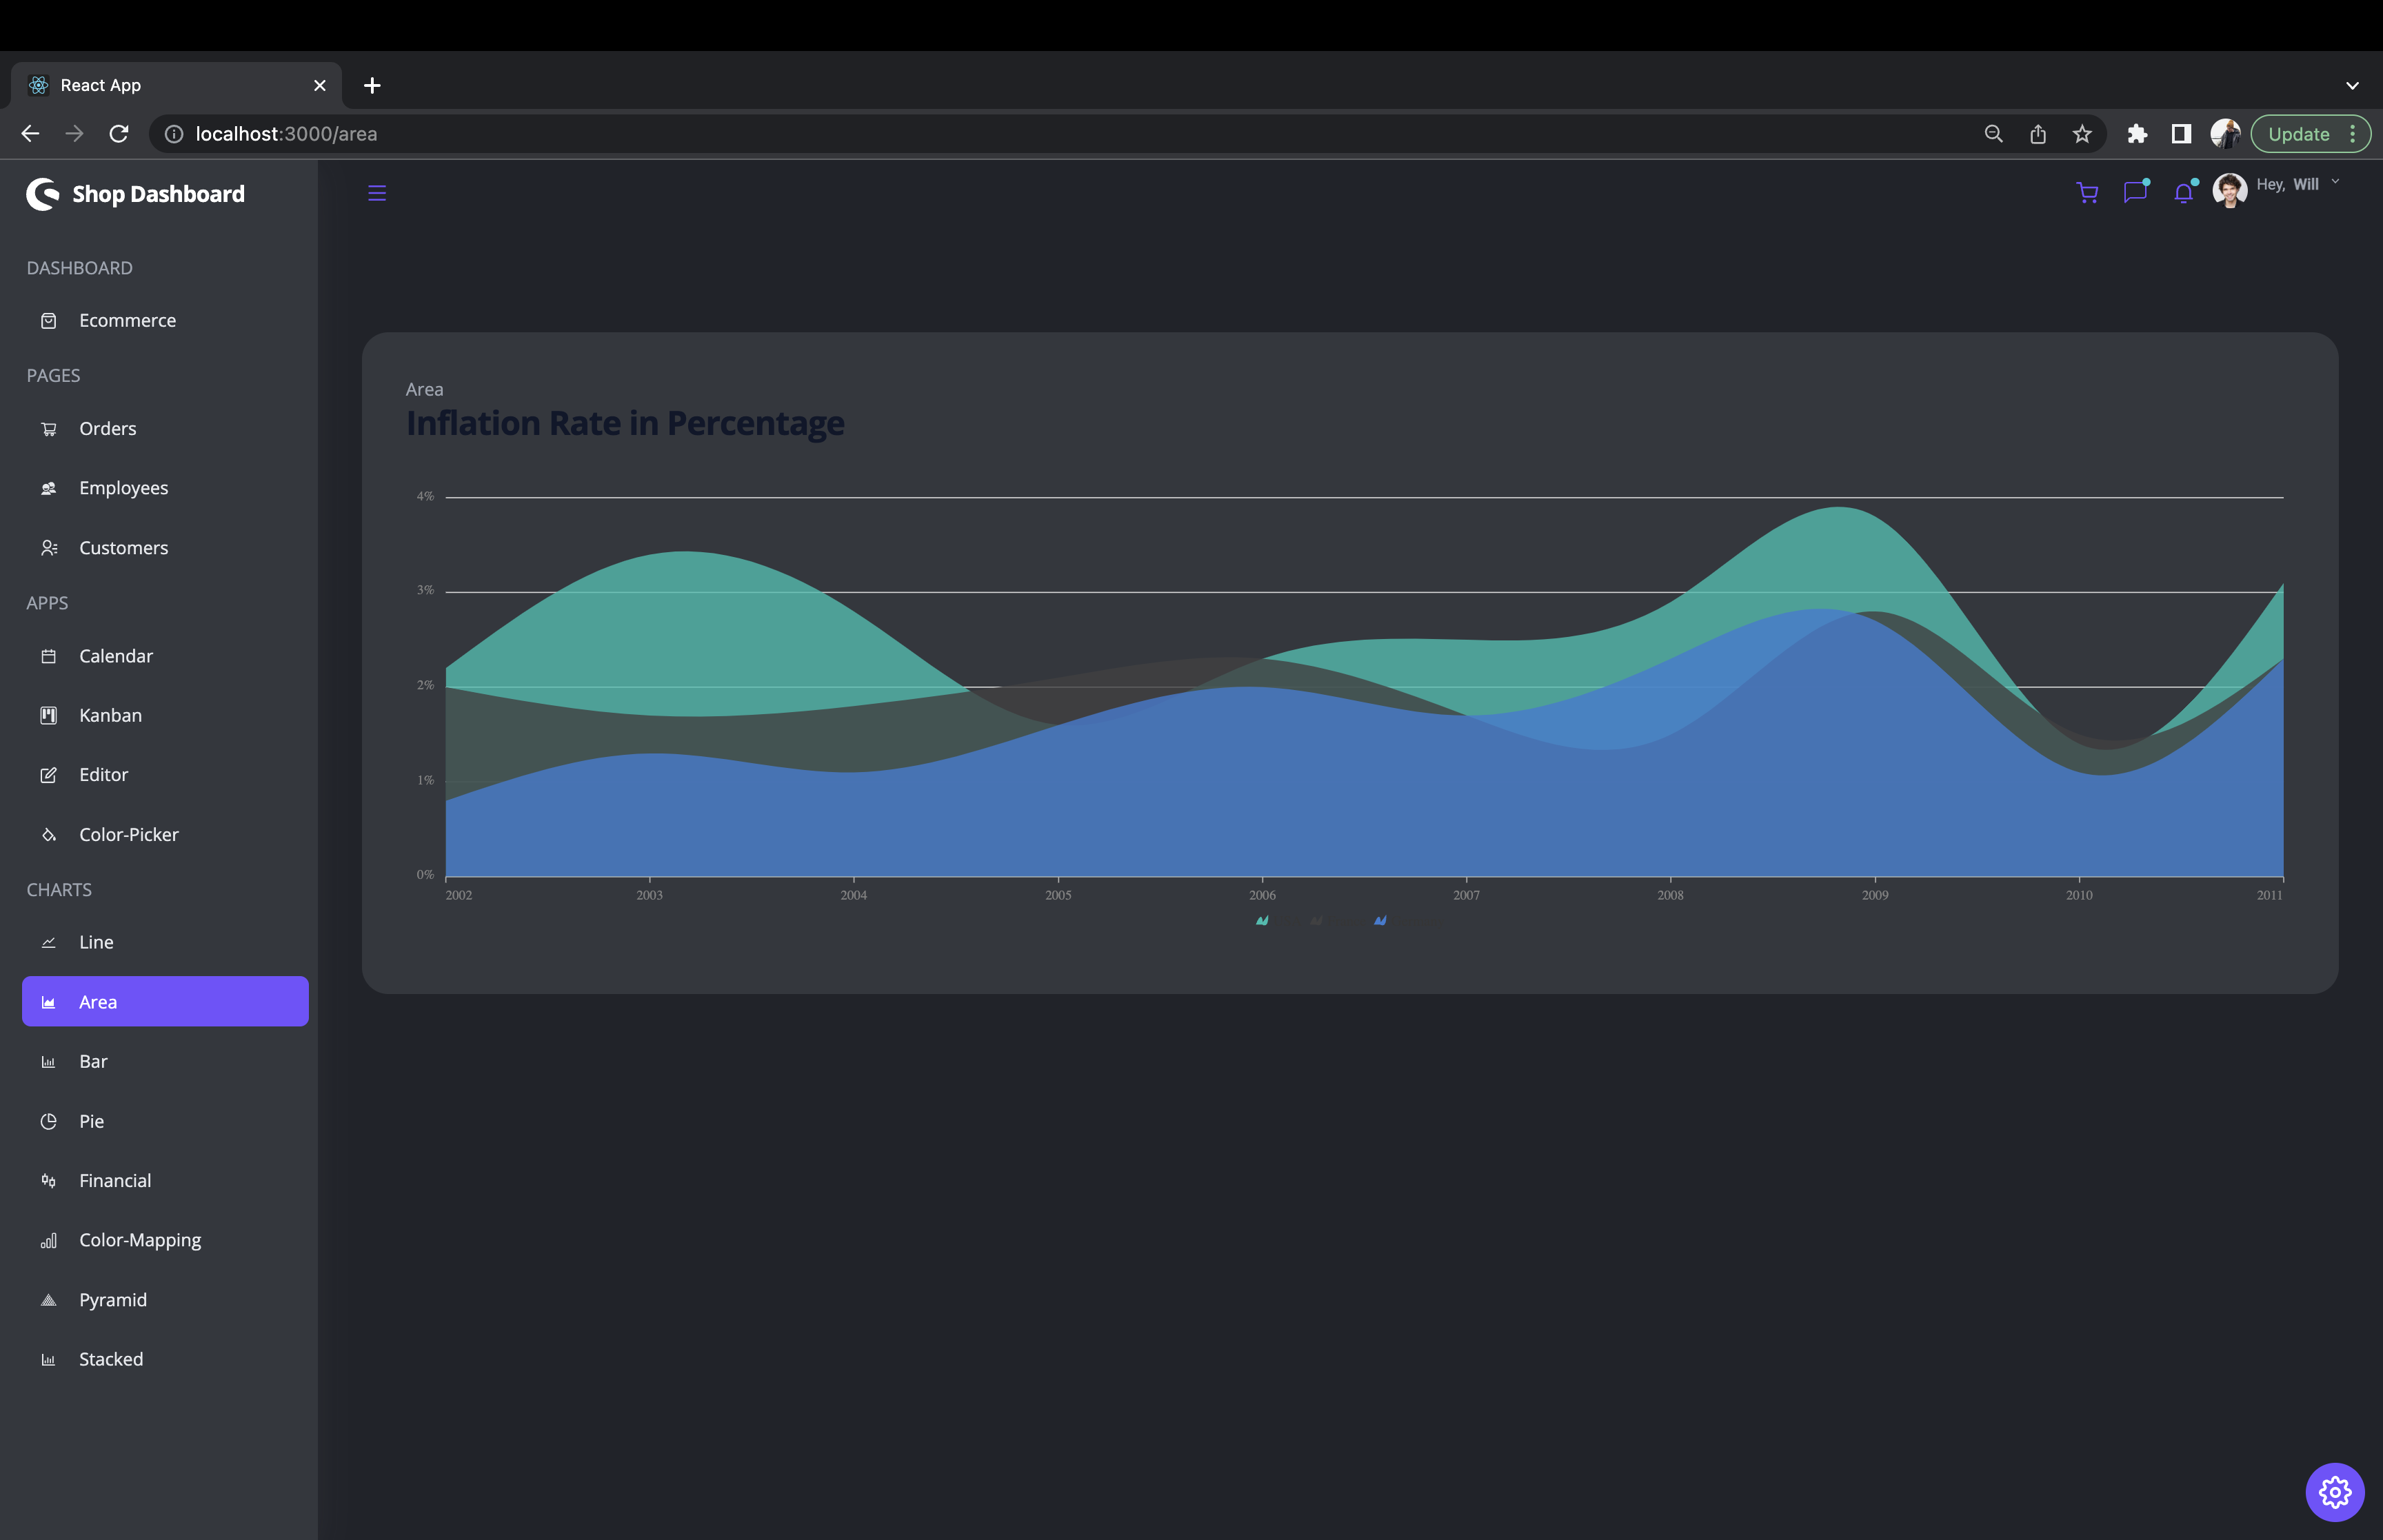 React App
localhost:3000/area
Update
Shop Dashboard
Hey, Will
DASHBOARD
Ecommerce
PAGES
Orders
Employees
Customers
APPS
Calendar
Kanban
Editor
Color-Picker
CHARTS
Line
Area
Bar
Pie
Financial
Color-Mapping
Pyramid
Stacked
Area
Inflation Rate in Percentage
4%
3%
2%
1%
0%
2002 2003 2004 2005 2006 2007 2008 2009 2010 2011